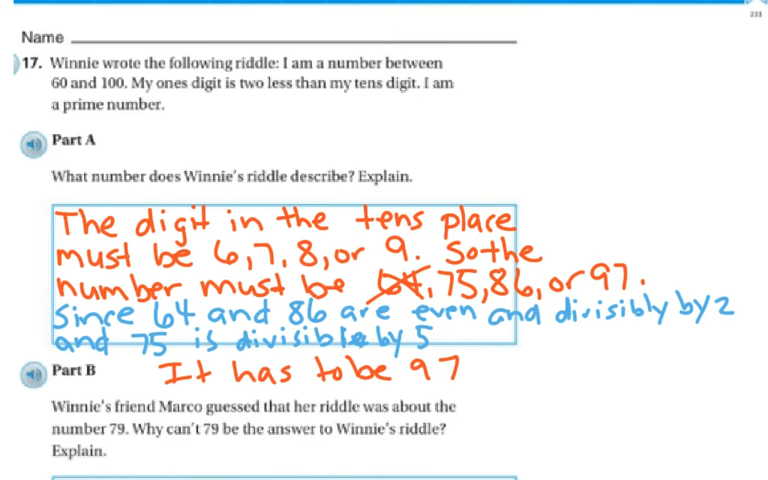 231
Name
17. Winnie wrote the following riddle: I am a number between
60 and 100. My ones digit is two less than my tens digit. I am
a prime number.
Part A
What number does Winnie's riddle describe? Explain.
The digit in the tens place
must be 6, 7, 8, or 9. So the
number must be 64, 75, 86, or 97.
Since 64 and 86 are even and divisibly by 2
and 75 is divisible by 5
It has to be 97
Part B
Winnie's friend Marco guessed that her riddle was about the
number 79. Why can't 79 be the answer to Winnie's riddle?
Explain.